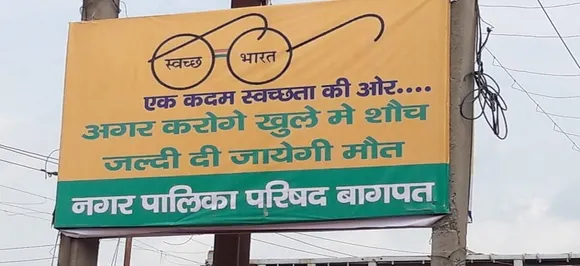 स्वच्छ भारत
एक कदम स्वच्छता की ओर....
अगर करोगे खुले मे शौच
जल्दी दी जायेगी मौत
नगर पालिका परिषद बागपत